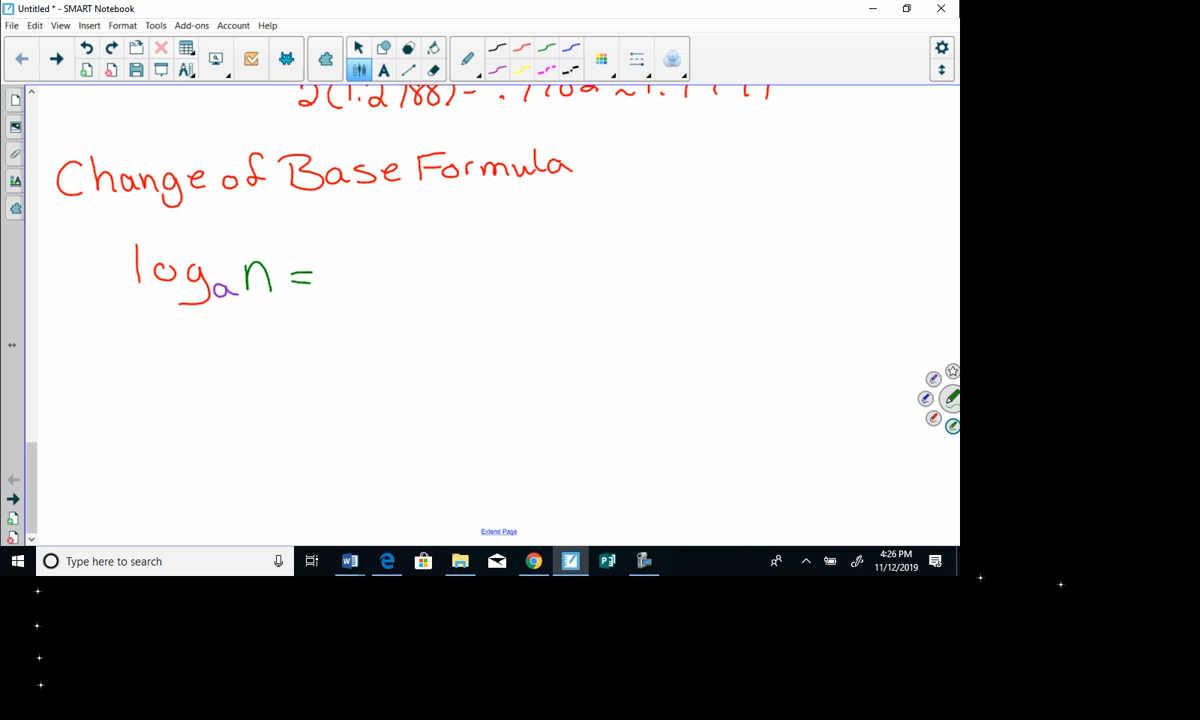 Untitled * - SMART Notebook
File Edit View Insert Format Tools Add-ons Account Help
Change of Base Formula
logₐ n =
Extend Page
Type here to search
4:26 PM
11/12/2019